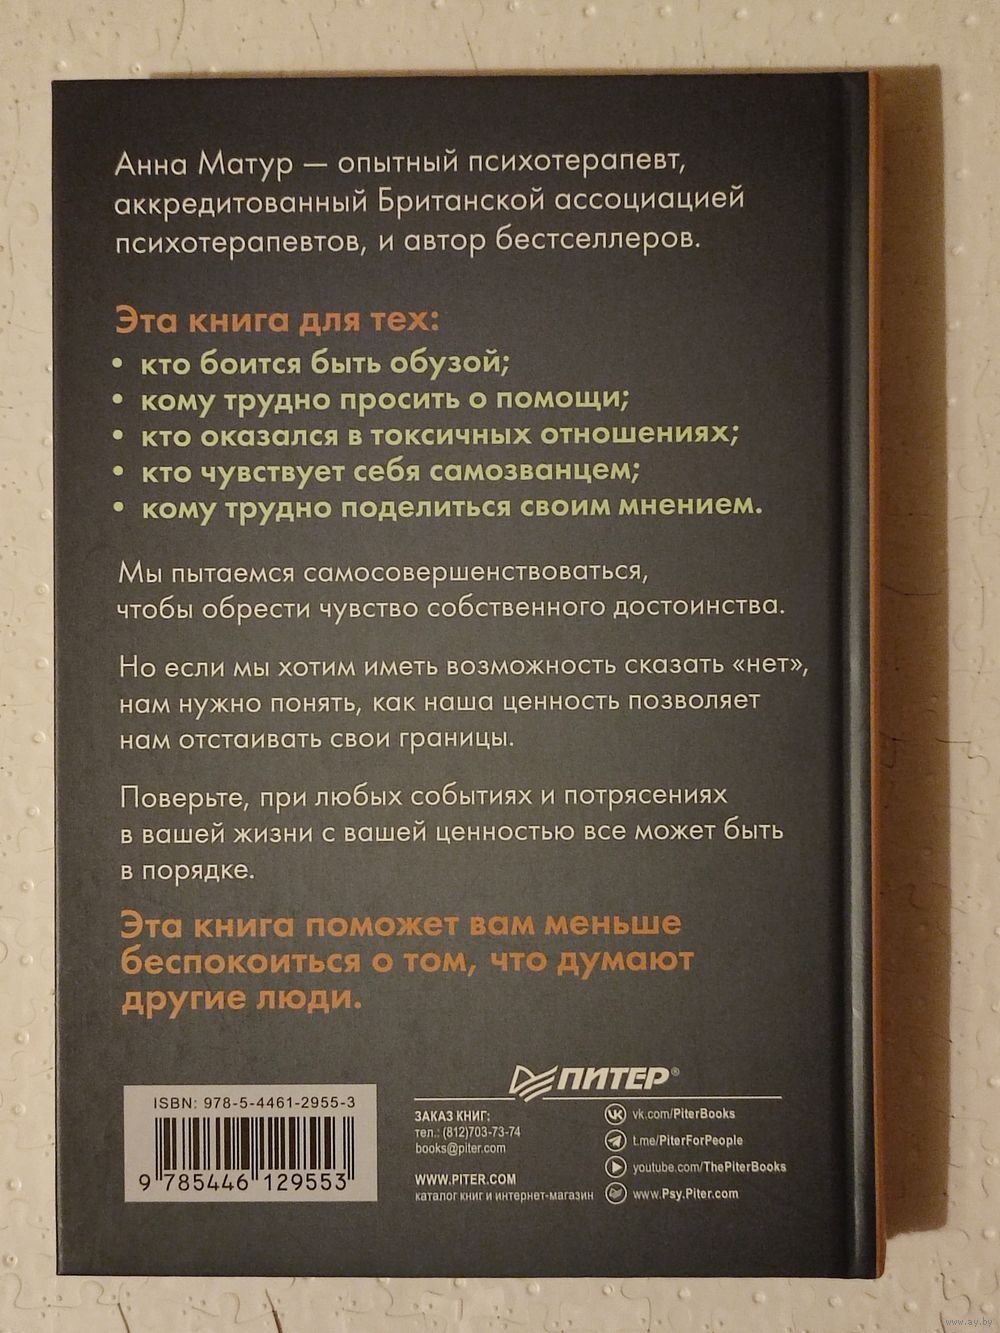 Анна Матур — опытный психотерапевт,
аккредитованный Британской ассоциацией
психотерапевтов, и автор бестселлеров.
Эта книга для тех:
• кто боится быть обузой;
• кому трудно просить о помощи;
• кто оказался в токсичных отношениях;
• кто чувствует себя самозванцем;
• кому трудно поделиться своим мнением.
Мы пытаемся самосовершенствоваться,
чтобы обрести чувство собственного достоинства.
Но если мы хотим иметь возможность сказать «нет»,
нам нужно понять, как наша ценность позволяет
нам отстаивать свои границы.
Поверьте, при любых событиях и потрясениях
в вашей жизни с вашей ценностью все может быть
в порядке.
Эта книга поможет вам меньше
беспокоиться о том, что думают
другие люди.
ISBN: 978-5-4461-2955-3
9 785446 129553
ПИТЕР®
ЗАКАЗ КНИГ:
тел.: (812)703-73-74
books@piter.com
WWW.PITER.COM
каталог книг и интернет-магазин
vk.com/PiterBooks
t.me/PiterForPeople
youtube.com/ThePiterBooks
www.Psy.Piter.com
www.ay.by